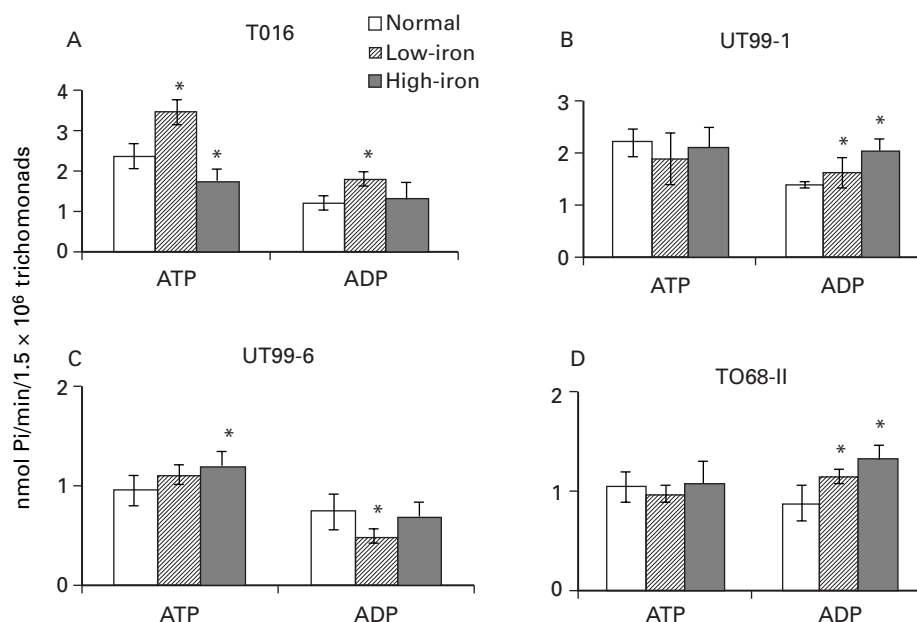 A
T016
Normal
Low-iron
High-iron
B
UT99-1
4
3
2
1
0
*
*
*
ATP
ADP
3
2
1
0
*
*
ATP
ADP
nmol Pi/min/1.5 × 10⁶ trichomonads
C
UT99-6
2
1
0
*
*
ATP
ADP
D
TO68-II
2
1
0
*
*
ATP
ADP